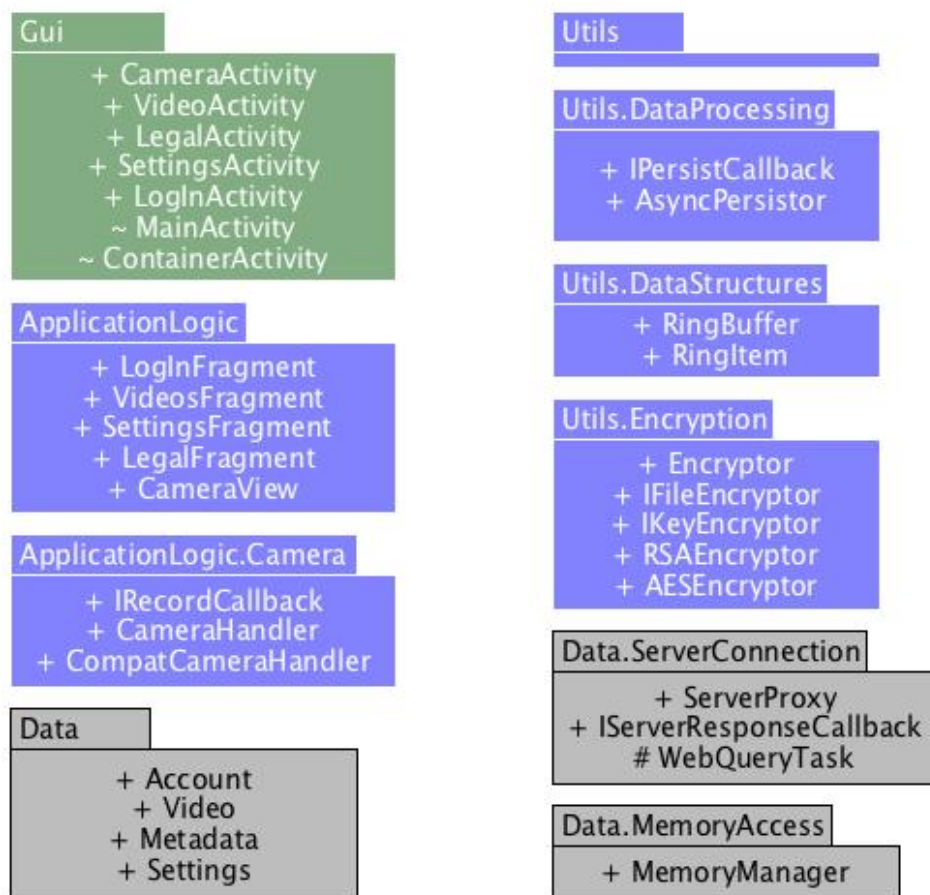 Gui
+ CameraActivity
+ VideoActivity
+ LegalActivity
+ SettingsActivity
+ LogInActivity
~ MainActivity
~ ContainerActivity
ApplicationLogic
+ LogInFragment
+ VideosFragment
+ SettingsFragment
+ LegalFragment
+ CameraView
ApplicationLogic.Camera
+ IRecordCallback
+ CameraHandler
+ CompatCameraHandler
Data
+ Account
+ Video
+ Metadata
+ Settings
Utils
Utils.DataProcessing
+ IPersistCallback
+ AsyncPersistor
Utils.DataStructures
+ RingBuffer
+ RingItem
Utils.Encryption
+ Encryptor
+ IFileEncryptor
+ IKeyEncryptor
+ RSAEncryptor
+ AESEncryptor
Data.ServerConnection
+ ServerProxy
+ IServerResponseCallback
# WebQueryTask
Data.MemoryAccess
+ MemoryManager